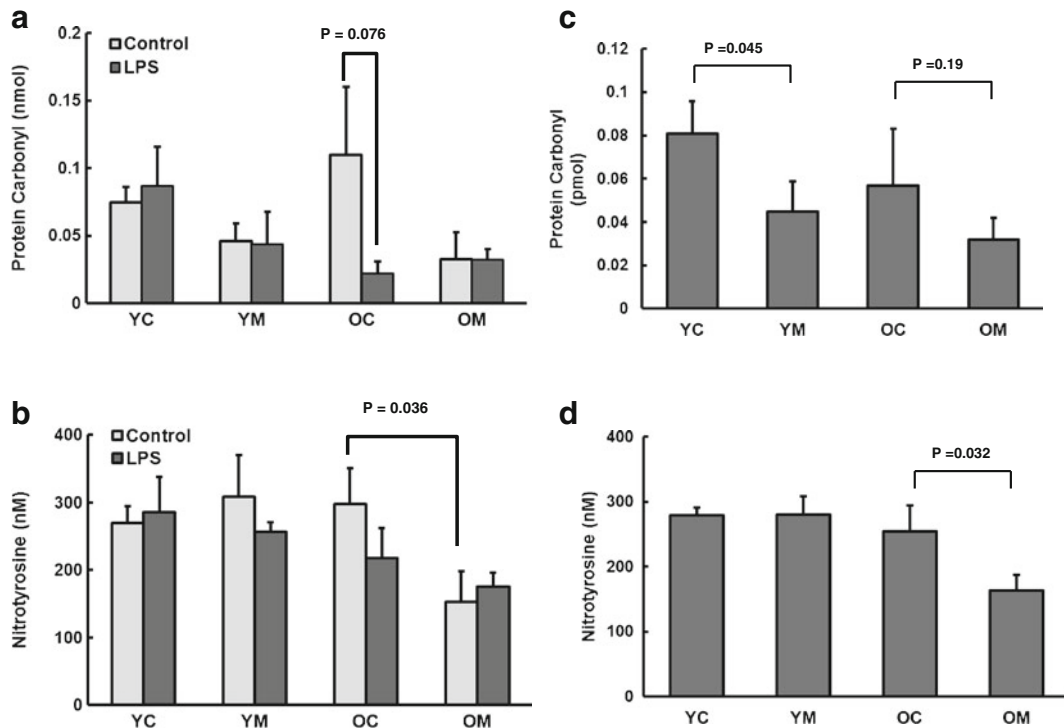 a
P = 0.076
Control
LPS
Protein Carbonyl (nmol)
0.2
0.15
0.1
0.05
0
YC YM OC OM
c
P =0.045
P =0.19
Protein Carbonyl
(pmol)
0.12
0.1
0.08
0.06
0.04
0.02
0
YC YM OC OM
b
P = 0.036
Control
LPS
Nitrotyrosine (nM)
400
300
200
100
0
YC YM OC OM
d
P =0.032
Nitrotyrosine (nM)
400
300
200
100
0
YC YM OC OM